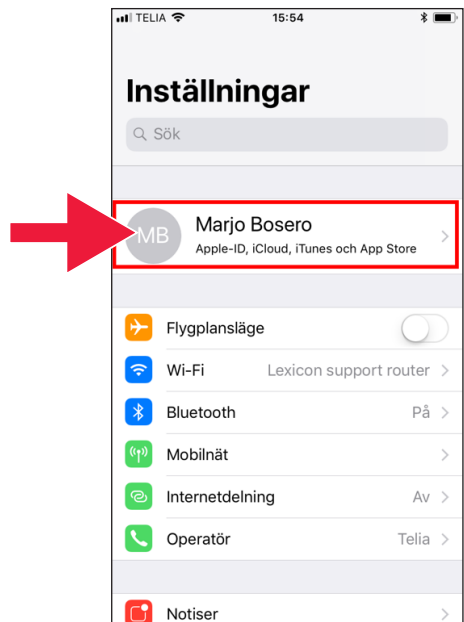 TELIA 15:54
Inställningar
Sök
MB
Marjo Bosero
Apple-ID, iCloud, iTunes och App Store
Flygplansläge
Wi-Fi Lexicon support router
Bluetooth På
Mobilnät
Internetdelning Av
Operatör Telia
Notiser